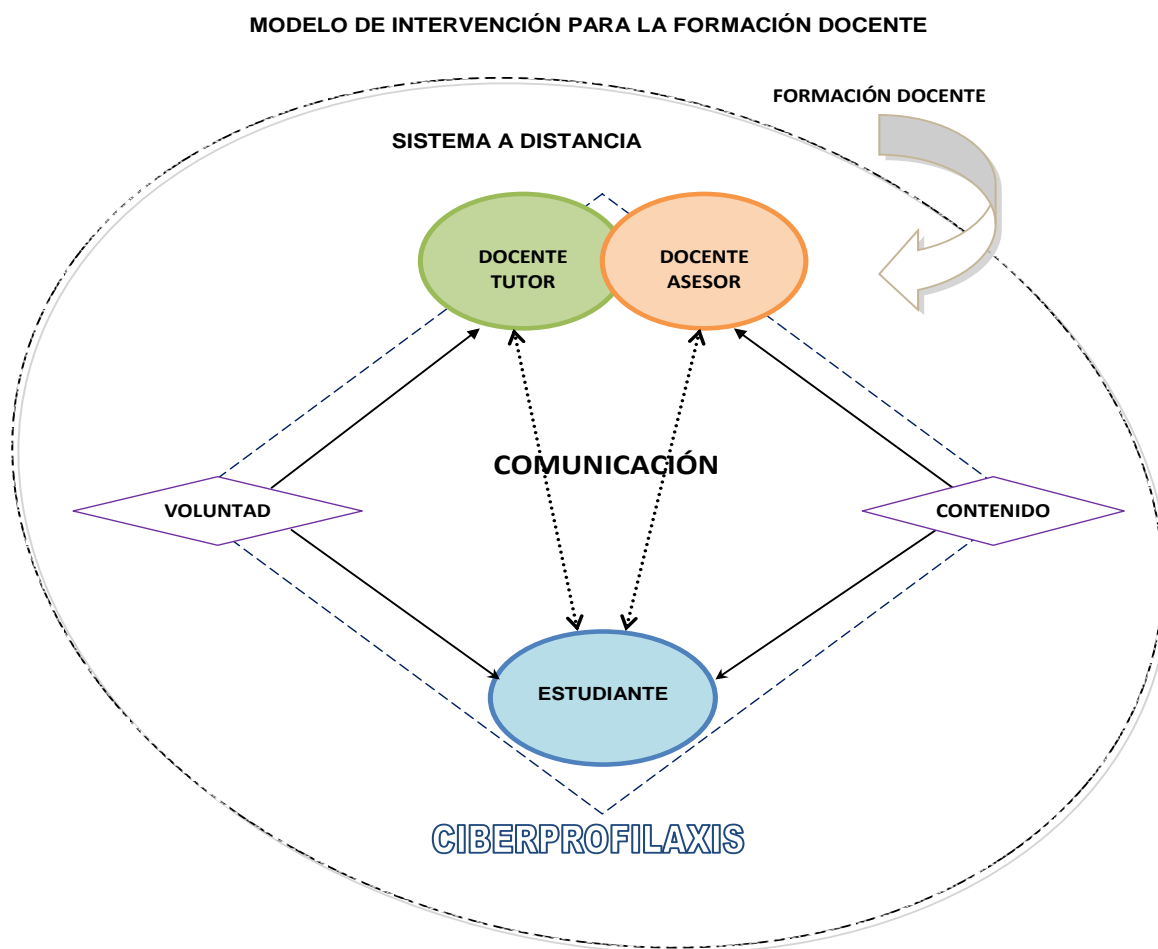 MODELO DE INTERVENCIÓN PARA LA FORMACIÓN DOCENTE
FORMACIÓN DOCENTE
SISTEMA A DISTANCIA
DOCENTE
TUTOR
DOCENTE
ASESOR
COMUNICACIÓN
VOLUNTAD
CONTENIDO
ESTUDIANTE
CIBERPROFILAXIS